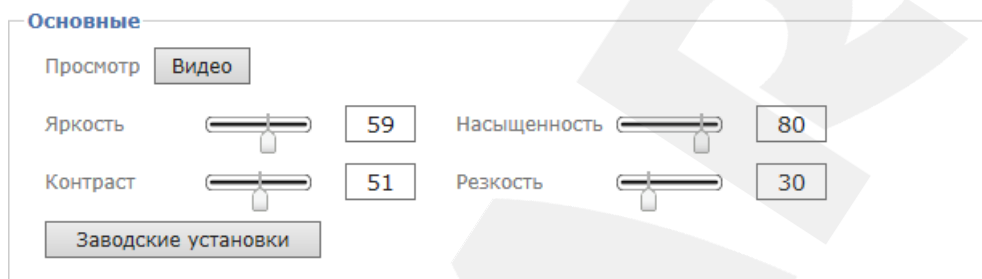 Основные
Просмотр Видео
Яркость 59 Насыщенность 80
Контраст 51 Резкость 30
Заводские установки